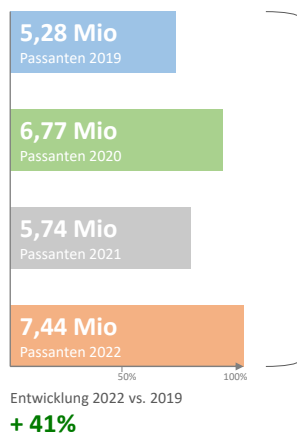 5,28 Mio
Passanten 2019
6,77 Mio
Passanten 2020
5,74 Mio
Passanten 2021
7,44 Mio
Passanten 2022
50% 100%
Entwicklung 2022 vs. 2019
+ 41%